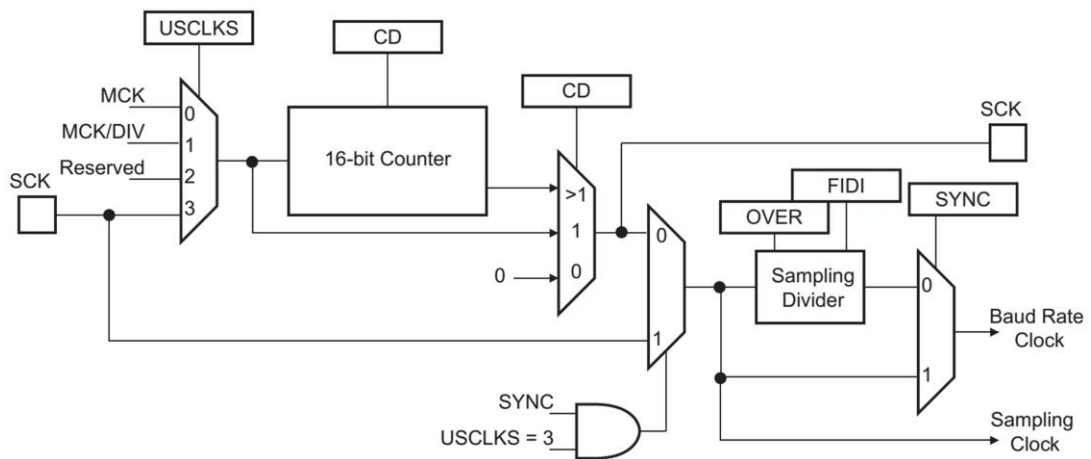 USCLKS
CD
CD
SCK
MCK
MCK/DIV
Reserved
SCK
0
1
2
3
16-bit Counter
>1
1
0
0
0
1
FIDI
OVER
SYNC
Sampling
Divider
0
1
Baud Rate
Clock
SYNC
USCLKS = 3
Sampling
Clock